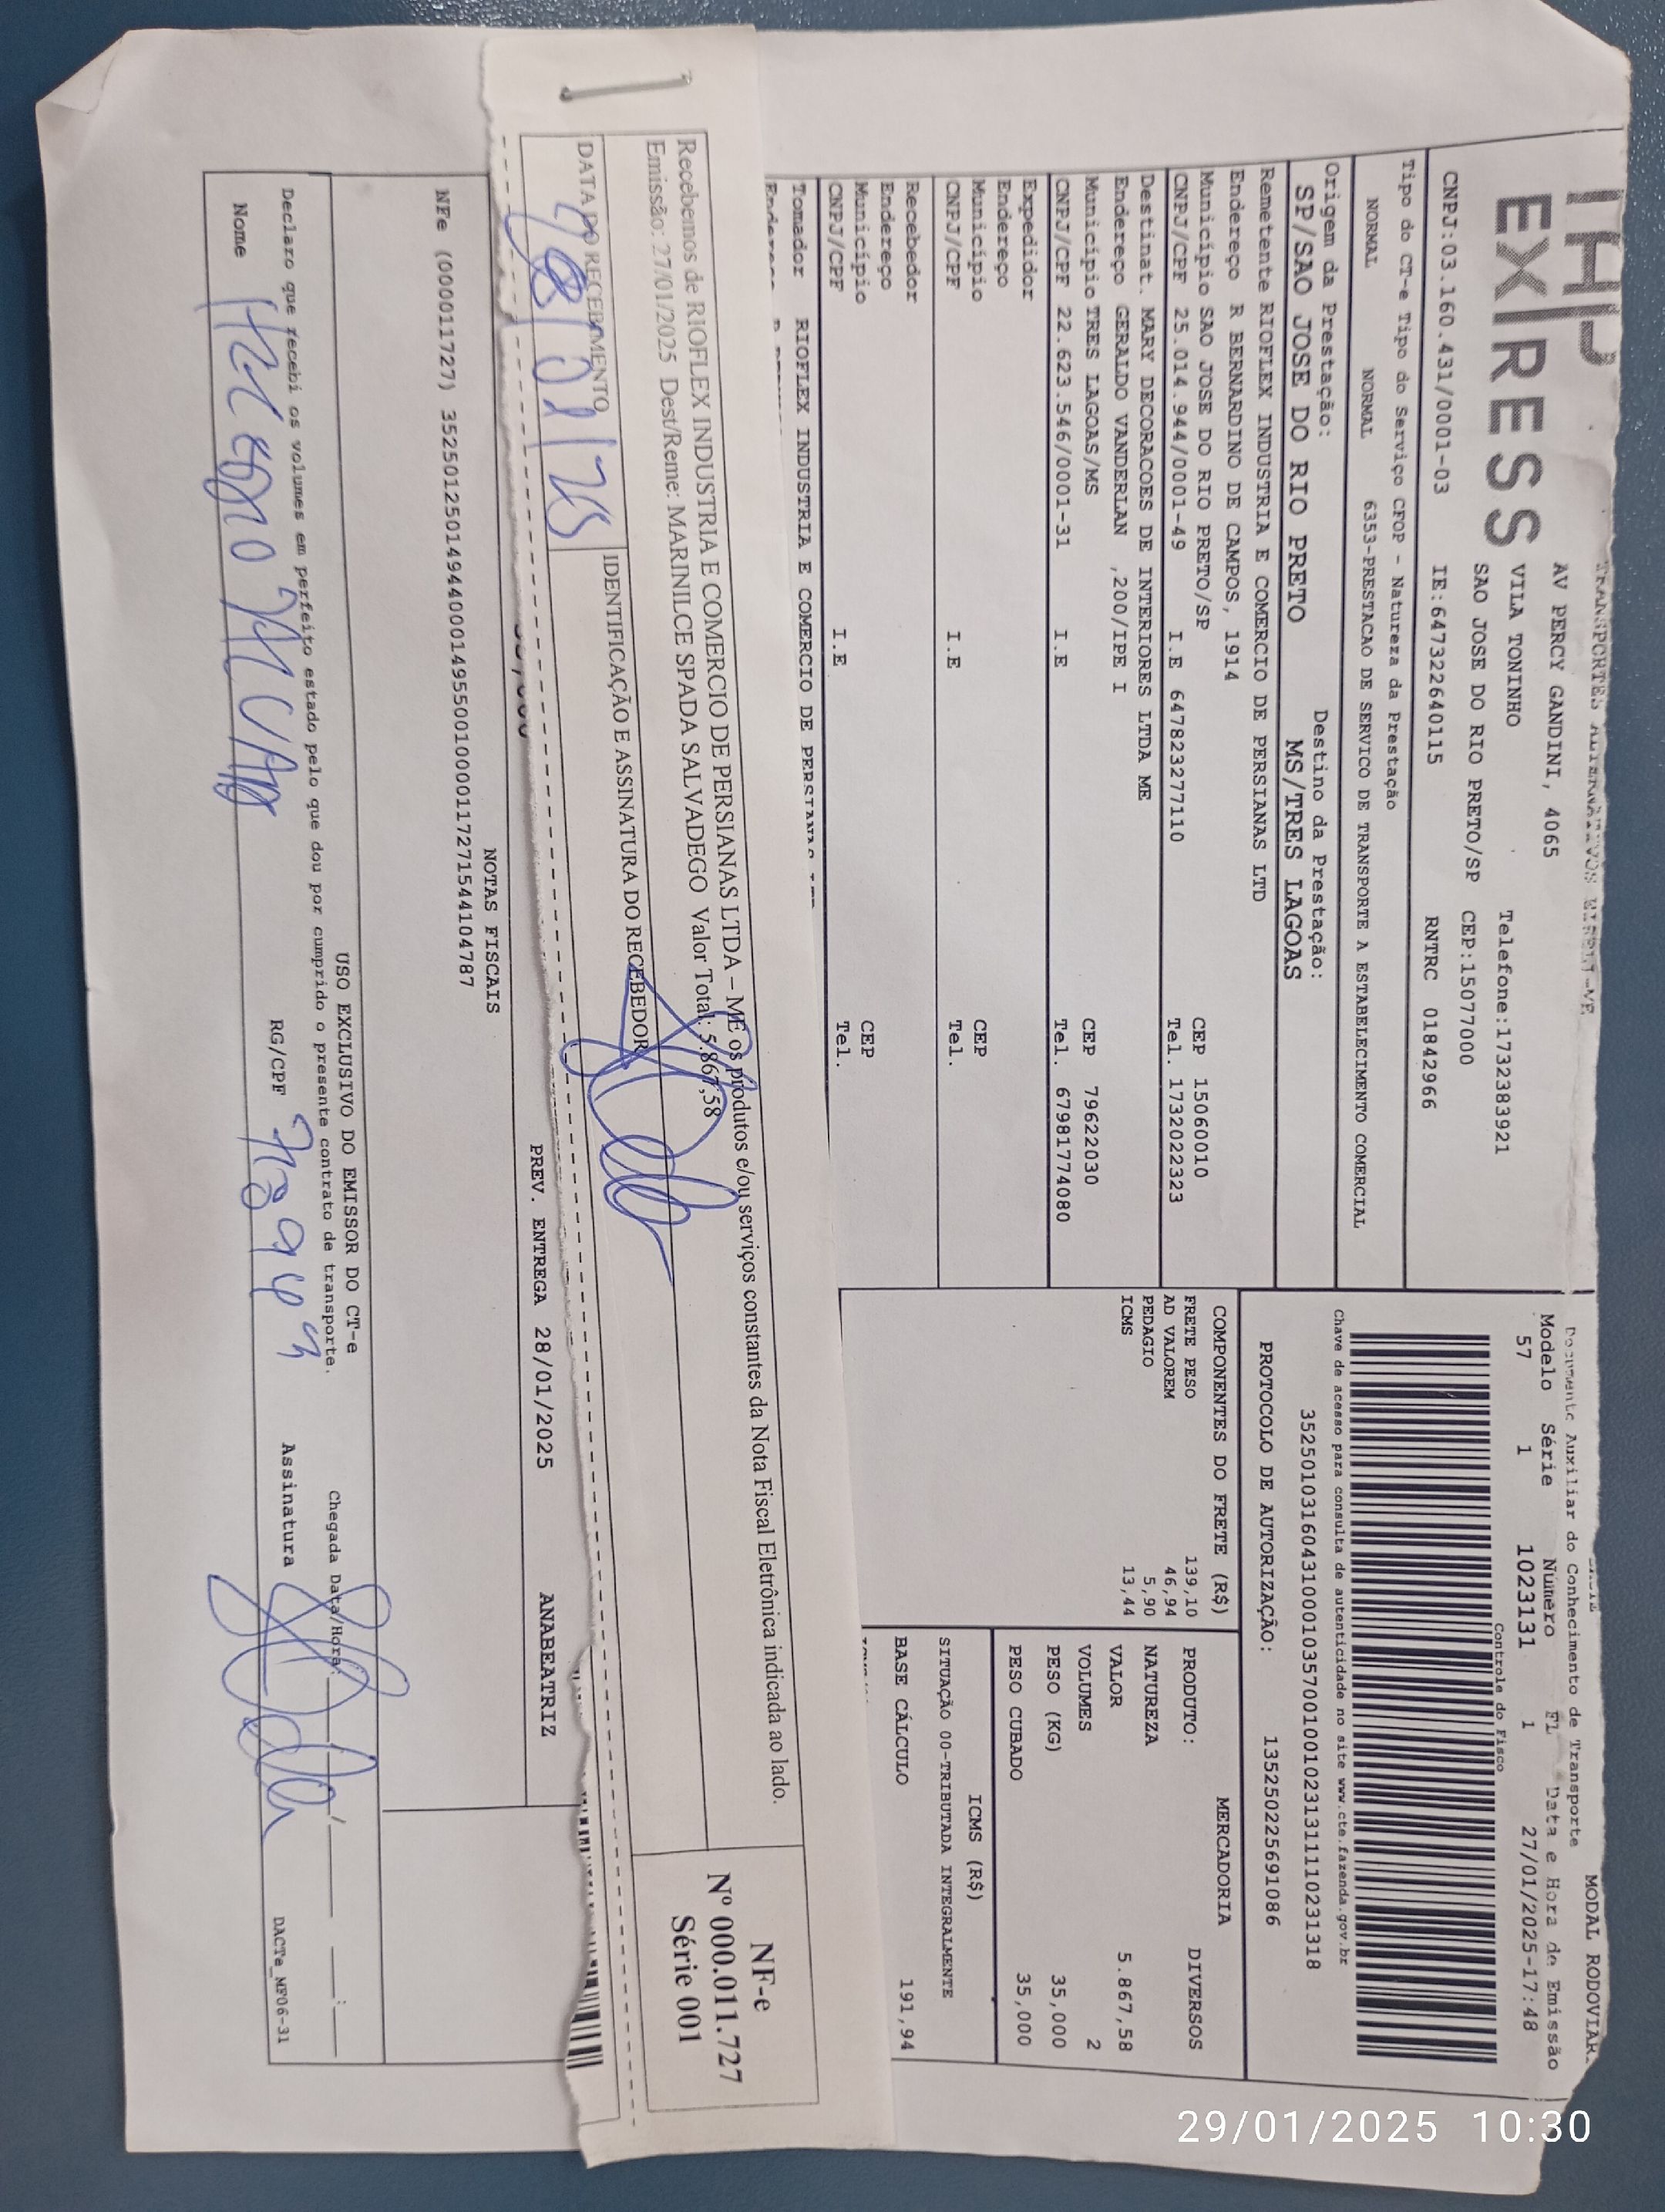 THP
EXPRESS
TRANSPORTES ALTERNATIVOS EIRELI-ME
AV PERCY GANDINI, 4065
VILA TONINHO
Telefone:1732383921
SAO JOSE DO RIO PRETO/SP CEP:15077000
CNPJ:03.160.431/0001-03 IE:647322640115 RNTRC 01842966
MODAL RODOVIAR
Documento Auxiliar do Conhecimento de Transporte
Modelo Série Número FL Data e Hora de Emissão
57 1 1023131 1 27/01/2025-17:48
Controle do Fisco
Chave de acesso para consulta de autenticidade no site www.cte.fazenda.gov.br
35250103160431000103570010010231311110231318
PROTOCOLO DE AUTORIZAÇÃO: 135250225691086
Tipo do CT-e Tipo do Serviço CFOP - Natureza da Prestação
NORMAL NORMAL 6353-PRESTACAO DE SERVICO DE TRANSPORTE A ESTABELECIMENTO COMERCIAL
Origem da Prestação: Destino da Prestação:
SP/SAO JOSE DO RIO PRETO MS/TRES LAGOAS
Remetente RIOFLEX INDUSTRIA E COMERCIO DE PERSIANAS LTD
Endereço R BERNARDINO DE CAMPOS, 1914
Município SAO JOSE DO RIO PRETO/SP CEP 15060010
CNPJ/CPF 25.014.944/0001-49 I.E 647823277110 Tel. 1732022323
Destinat. MARY DECORACOES DE INTERIORES LTDA ME
Endereço GERALDO VANDERLAN ,200/IPE I
Município TRES LAGOAS/MS CEP 79622030
CNPJ/CPF 22.623.546/0001-31 I.E Tel. 67981774080
Expedidor
Endereço
Município CEP
CNPJ/CPF I.E Tel.
Recebedor
Endereço
Município CEP
CNPJ/CPF I.E Tel.
Tomador RIOFLEX INDUSTRIA E COMERCIO DE PERSIANAS LTD
COMPONENTES DO FRETE (R$)
FRETE PESO 139,10
AD VALOREM 46,94
PEDAGIO 5,90
ICMS 13,44
MERCADORIA
PRODUTO: DIVERSOS
NATUREZA
VALOR 5.867,58
VOLUMES 2
PESO (KG) 35,000
PESO CUBADO 35,000
ICMS (R$)
SITUAÇÃO 00-TRIBUTADA INTEGRALMENTE
BASE CÁLCULO 191,94
Recebemos de RIOFLEX INDUSTRIA E COMERCIO DE PERSIANAS LTDA – ME os produtos e/ou serviços constantes da Nota Fiscal Eletrônica indicada ao lado.
Emissão: 27/01/2025 Dest/Reme: MARINILCE SPADA SALVADEGO Valor Total: 5.867,58
DATA DO RECEBIMENTO
28/01/25
IDENTIFICAÇÃO E ASSINATURA DO RECEBEDOR
NF-e
Nº 000.011.727
Série 001
PREV. ENTREGA 28/01/2025 ANABEATRIZ
NOTAS FISCAIS
NFe (000011727) 35250125014944000149550010000117271544104787
USO EXCLUSIVO DO EMISSOR DO CT-e
Declaro que recebi os volumes em perfeito estado pelo que dou por cumprido o presente contrato de transporte.
Chegada Data/Hora: / / :
Nome RG/CPF Assinatura
DACTe_MF06-31
29/01/2025 10:30